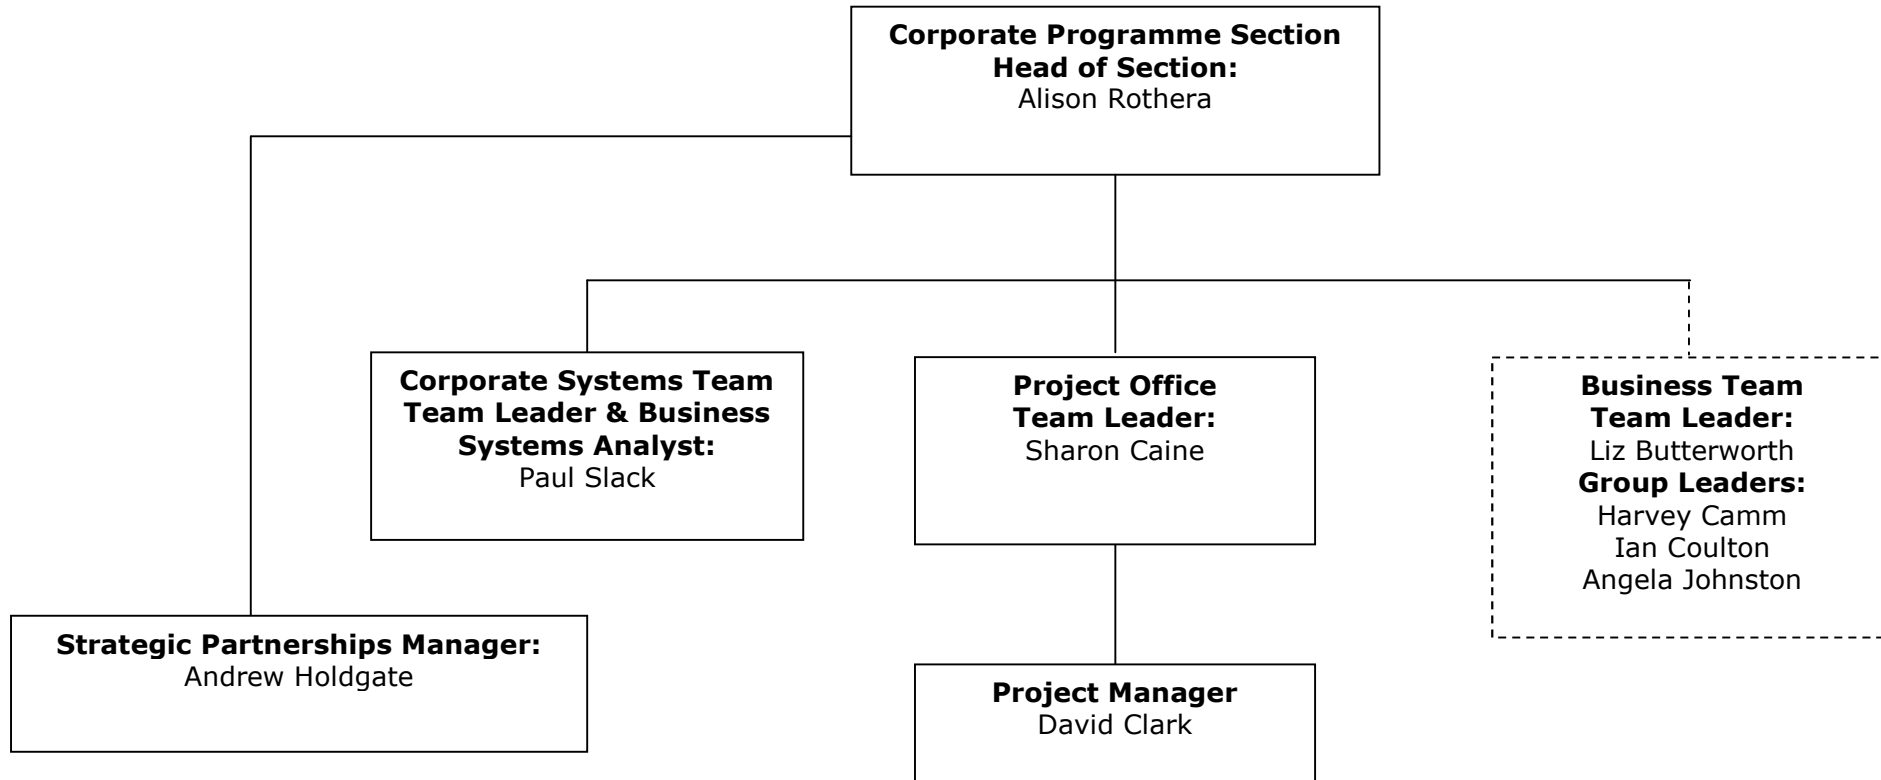 Corporate Programme Section
Head of Section:
Alison Rothera
Corporate Systems Team
Team Leader & Business
Systems Analyst:
Paul Slack
Project Office
Team Leader:
Sharon Caine
Business Team
Team Leader:
Liz Butterworth
Group Leaders:
Harvey Camm
Ian Coulton
Angela Johnston
Strategic Partnerships Manager:
Andrew Holdgate
Project Manager
David Clark